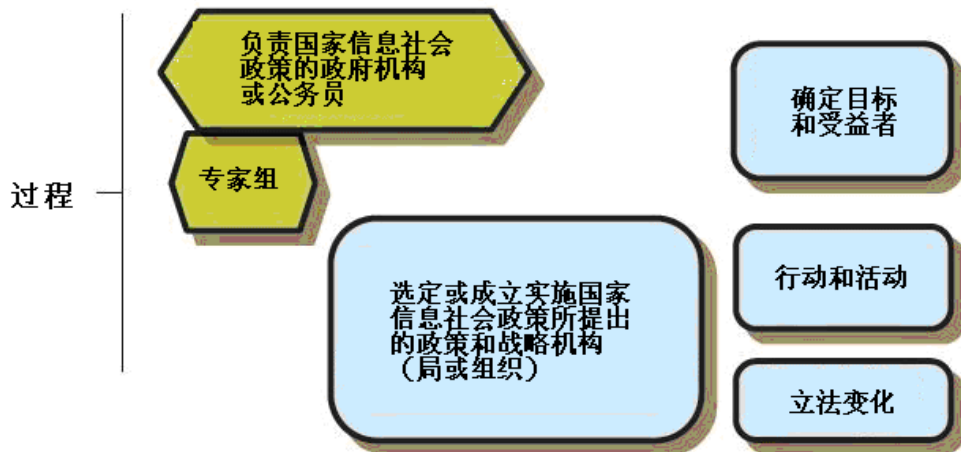 过程
负责国家信息社会
政策的政府机构
或公务员
专家组
选定或成立实施国家
信息社会政策所提出
的政策和战略机构
（局或组织）
确定目标
和受益者
行动和活动
立法变化